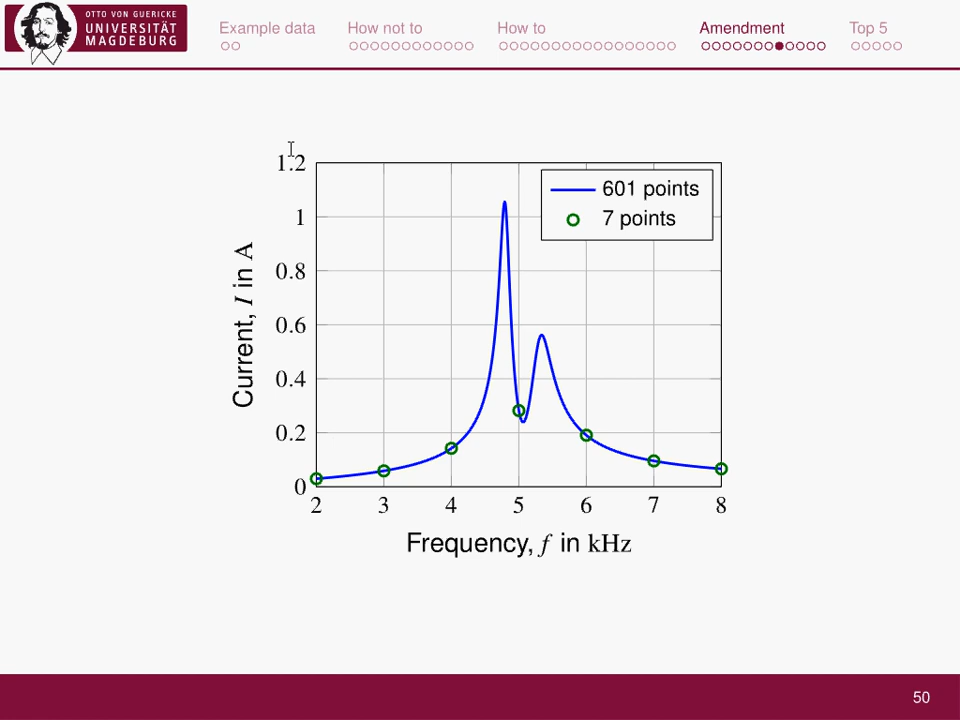 OTTO VON GUERICKE
UNIVERSITÄT
MAGDEBURG
Example data
How not to
How to
Amendment
Top 5
601 points
7 points
1.2
1
0.8
0.6
0.4
0.2
0
Current, I in A
2 3 4 5 6 7 8
Frequency, f in kHz
50